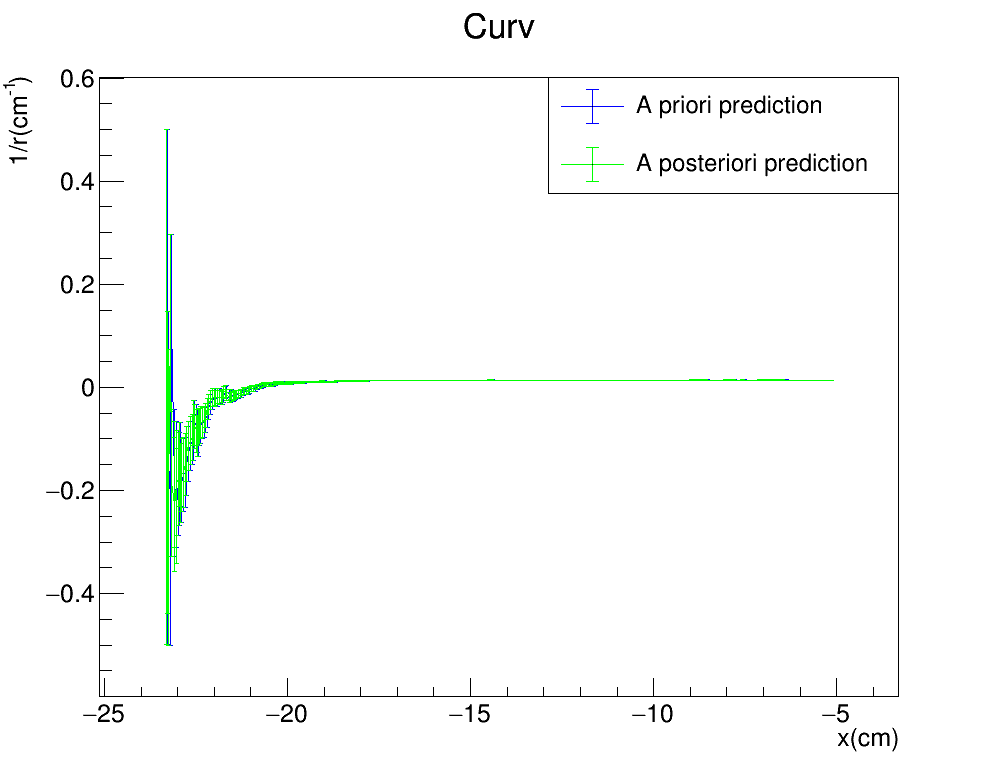 Curv
1/r(cm⁻¹)
0.6
0.4
0.2
0
−0.2
−0.4
A priori prediction
A posteriori prediction
−25 −20 −15 −10 −5
x(cm)